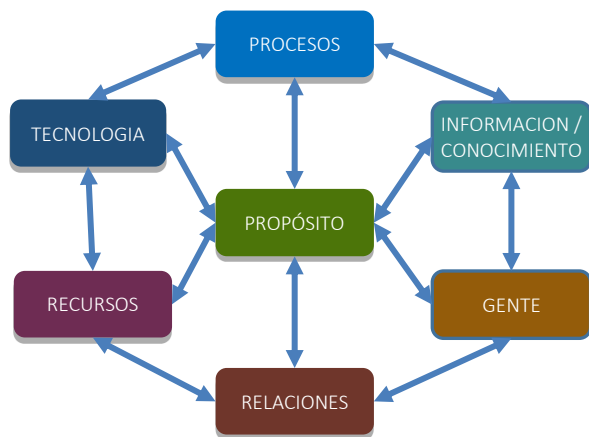 PROCESOS
TECNOLOGIA
INFORMACION /
CONOCIMIENTO
PROPÓSITO
RECURSOS
GENTE
RELACIONES